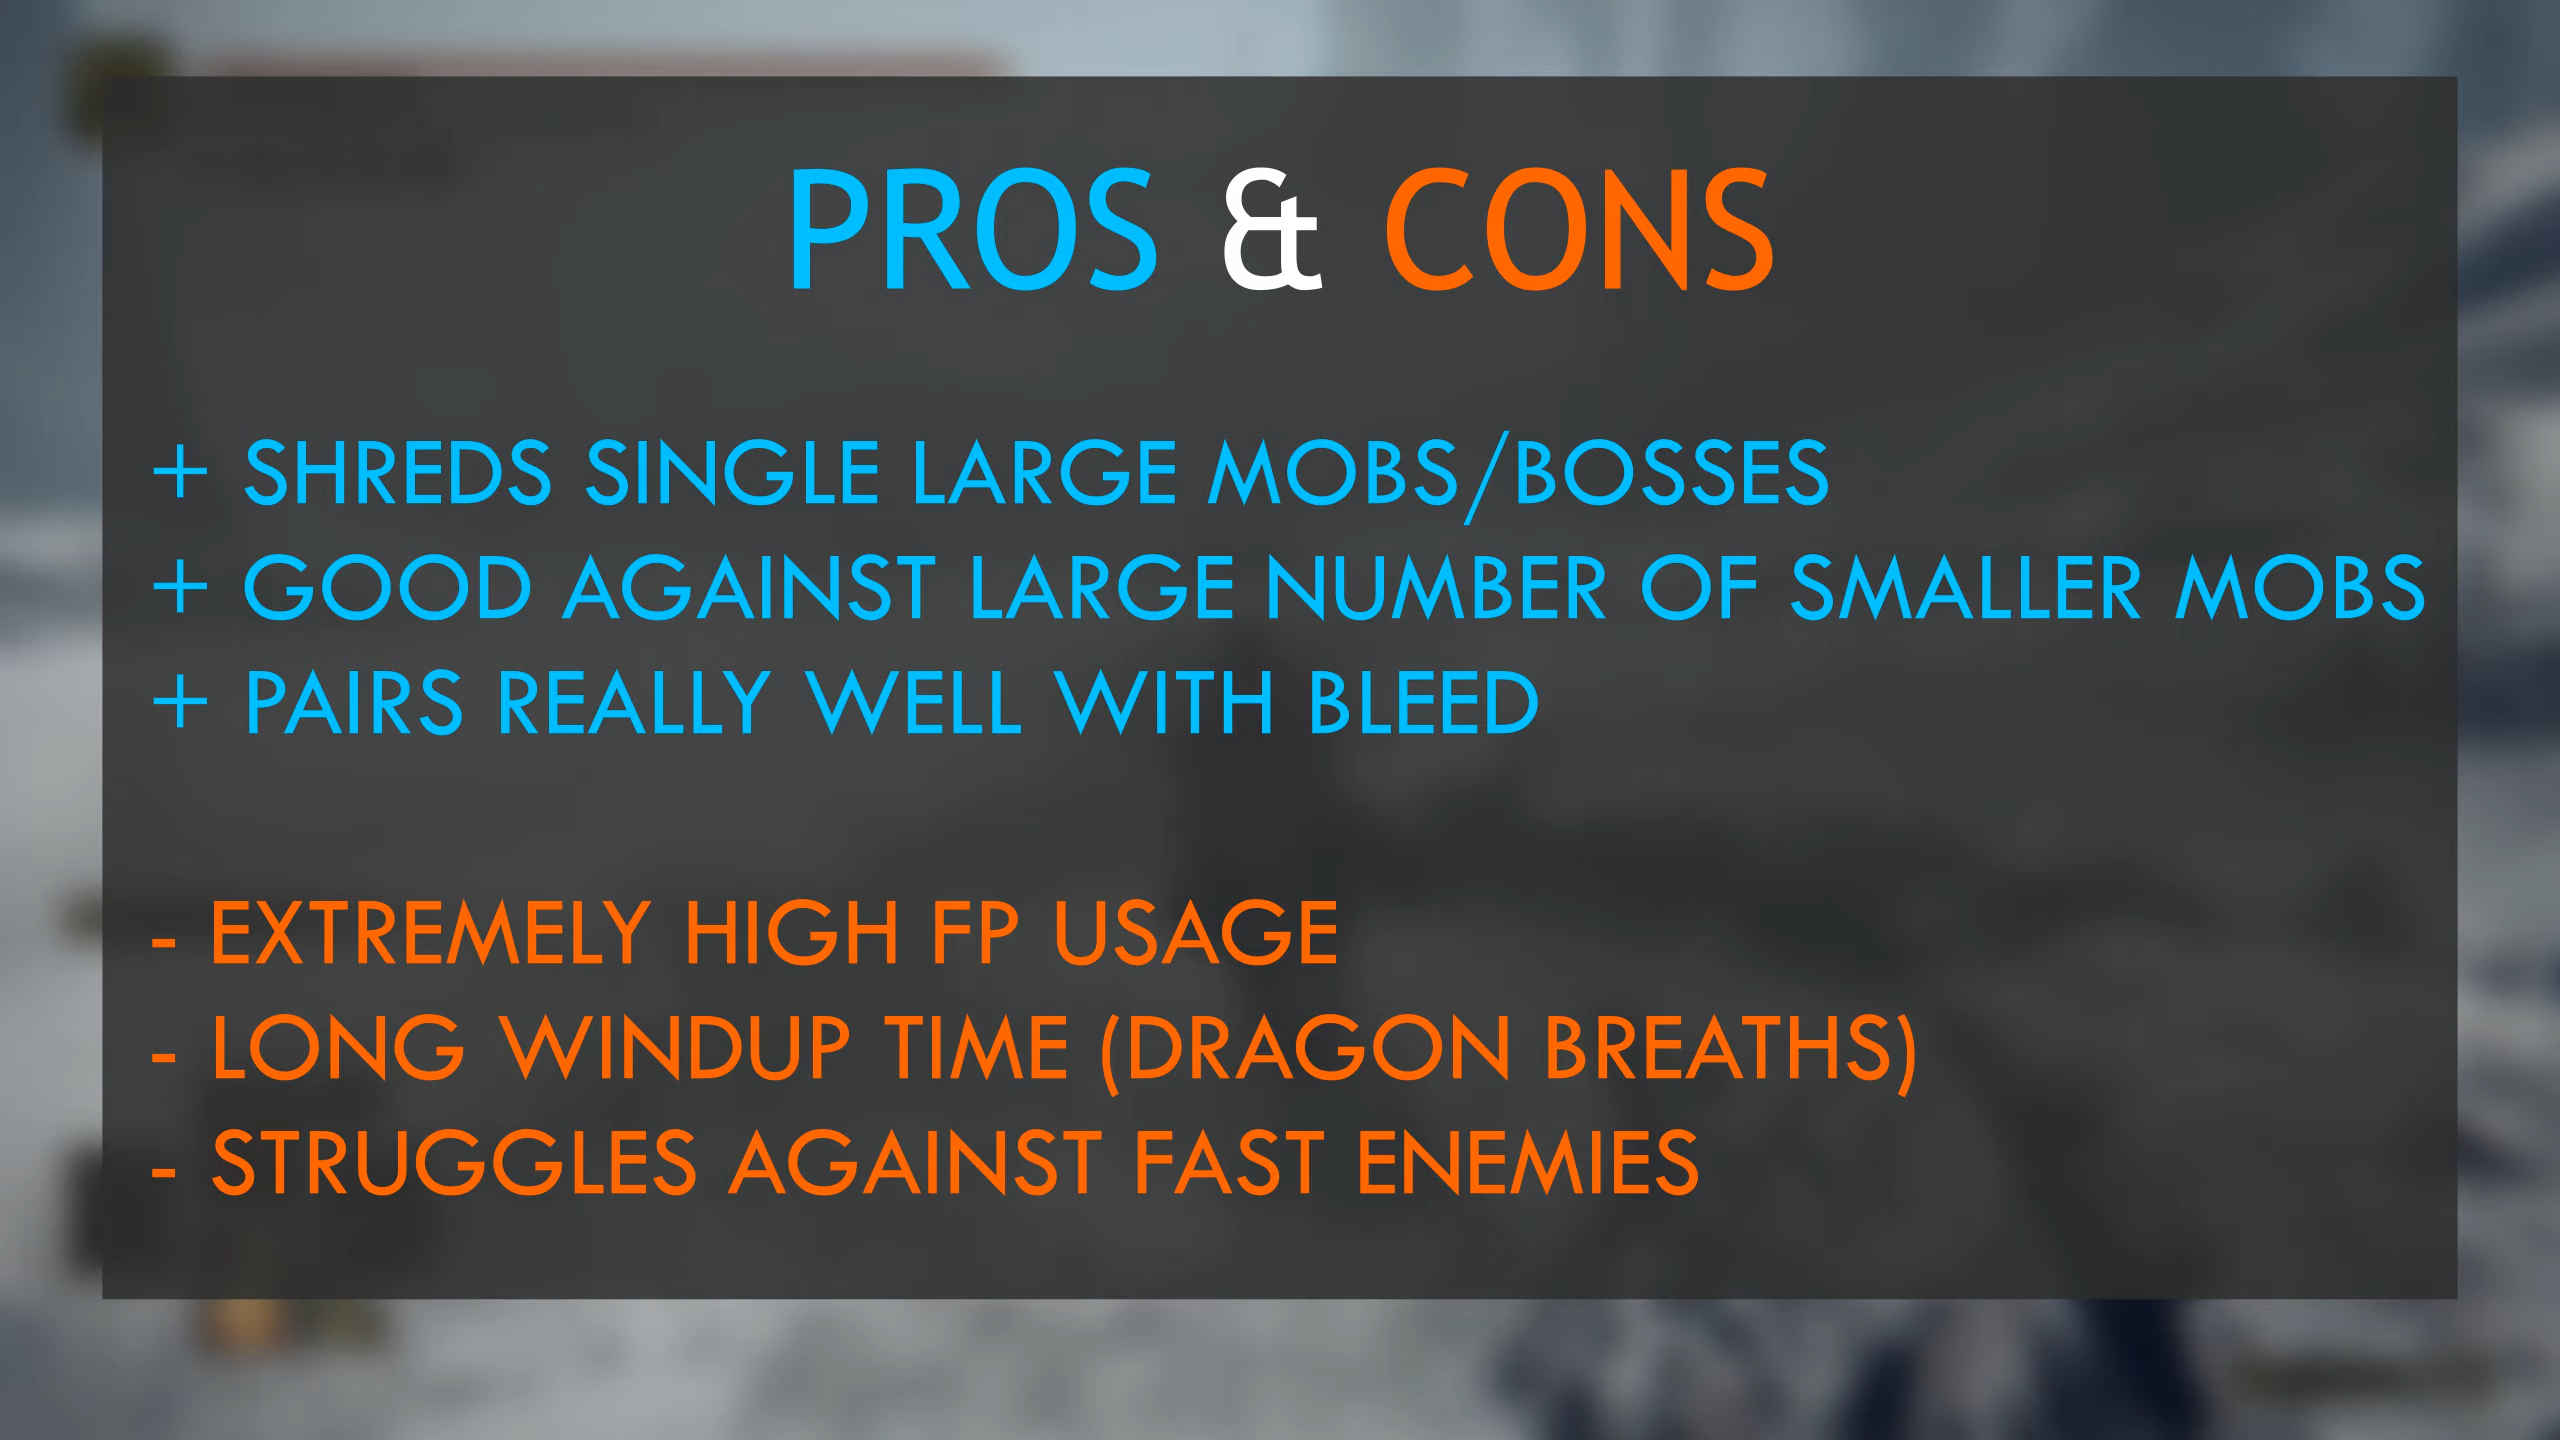 PROS & CONS
+ SHREDS SINGLE LARGE MOBS/BOSSES
+ GOOD AGAINST LARGE NUMBER OF SMALLER MOBS
+ PAIRS REALLY WELL WITH BLEED
- EXTREMELY HIGH FP USAGE
- LONG WINDUP TIME (DRAGON BREATHS)
- STRUGGLES AGAINST FAST ENEMIES